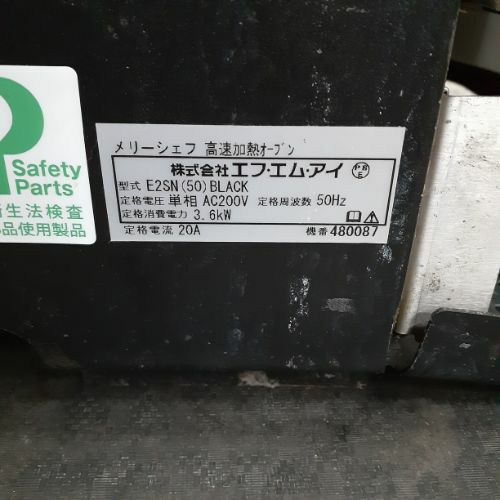 Safety
Parts
生法検査
品使用製品
メリーシェフ 高速加熱オーブン
株式会社エフ・エム・アイ
PSE
型式 E2SN(50)BLACK
定格電圧 単相 AC200V 定格周波数 50Hz
定格消費電力 3.6kW
定格電流 20A 機番 480087